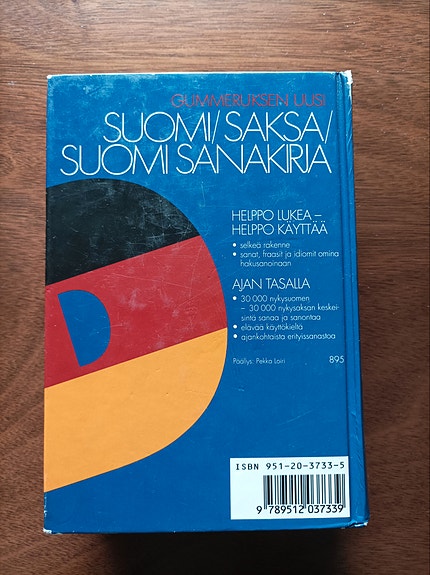 GUMMERUKSEN UUSI
SUOMI/SAKSA/
SUOMI SANAKIRJA
HELPPO LUKEA –
HELPPO KÄYTTÄÄ
• selkeä rakenne
• sanat, fraasit ja idiomit omina
hakusanoinaan
AJAN TASALLA
• 30 000 nykysuomen
– 30 000 nykysaksan keskei-
sintä sanaa ja sanontaa
• elävää käyttökieltä
• ajankohtaista erityissanastoa
Päällys: Pekka Loiri 895
D
ISBN 951-20-3733-5
9 789512 037339